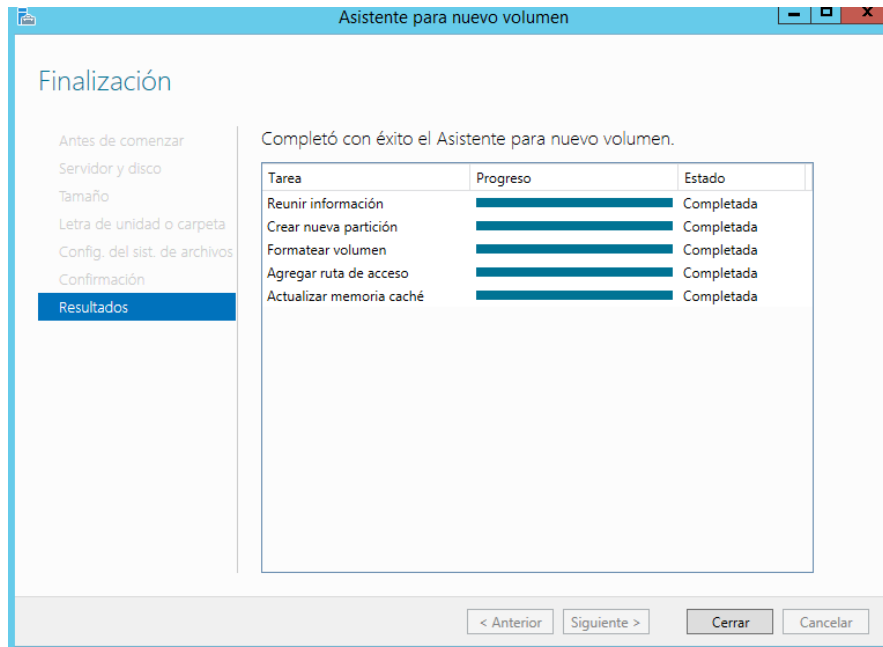 Asistente para nuevo volumen
Finalización
Antes de comenzar
Servidor y disco
Tamaño
Letra de unidad o carpeta
Config. del sist. de archivos
Confirmación
Resultados
Completó con éxito el Asistente para nuevo volumen.
Tarea Progreso Estado
Reunir información Completada
Crear nueva partición Completada
Formatear volumen Completada
Agregar ruta de acceso Completada
Actualizar memoria caché Completada
< Anterior Siguiente > Cerrar Cancelar